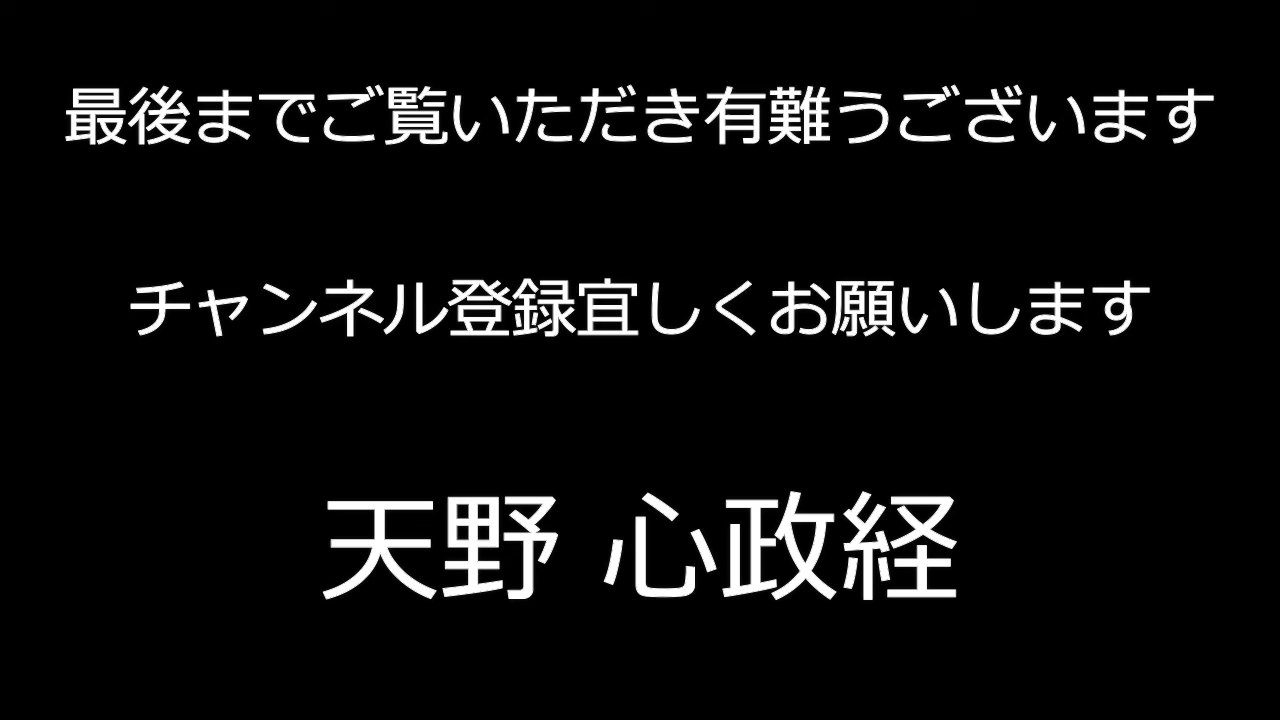 最後までご覧いただき有難うございます
チャンネル登録宜しくお願いします
天野 心政経